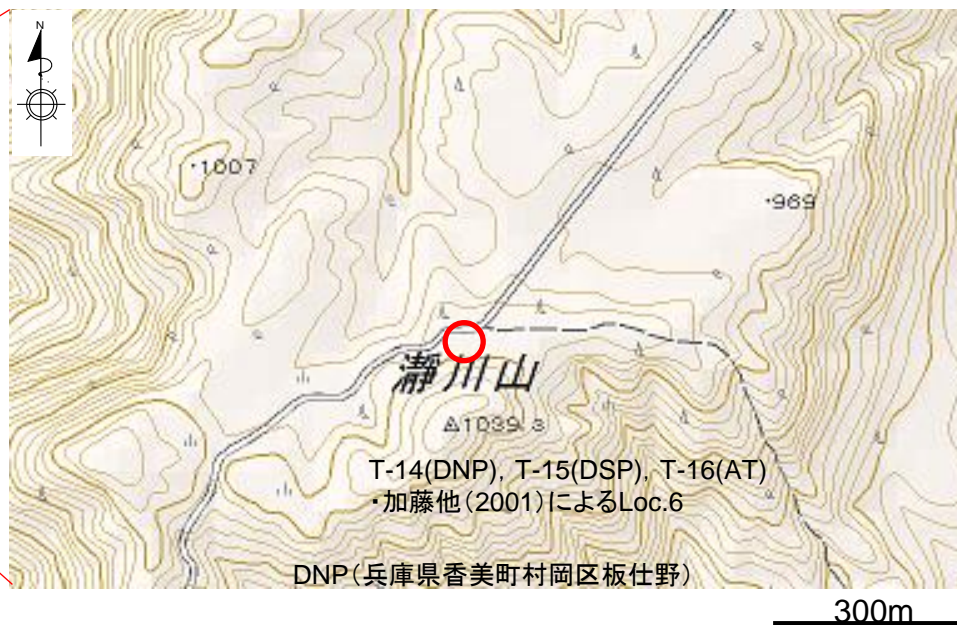 N
・1007
・969
瀞川山
△1039.3
T-14(DNP), T-15(DSP), T-16(AT)
・加藤他(2001)によるLoc.6
DNP(兵庫県香美町村岡区板仕野)
300m